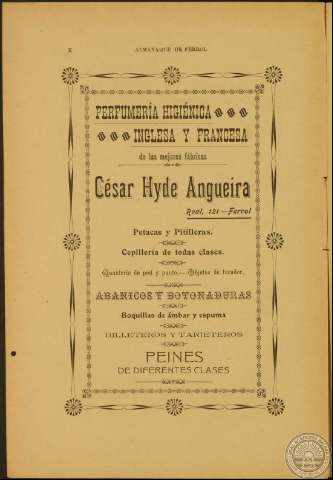 X
ALMANAQUE DE FERROL
PERFUMERÍA HIGIÉNICA
INGLESA Y FRANCESA
de las mejores fábricas
César Hyde Angueira
Real, 121—Ferrol
Petacas y Pitilleras.
Cepillería de todas clases.
Guantería de piel y punto.—Objetos de tocador.
ABANICOS Y BOTONADURAS
Boquillas de ámbar y espuma
BILLETEROS Y TARJETEROS
PEINES
DE DIFERENTES CLASES